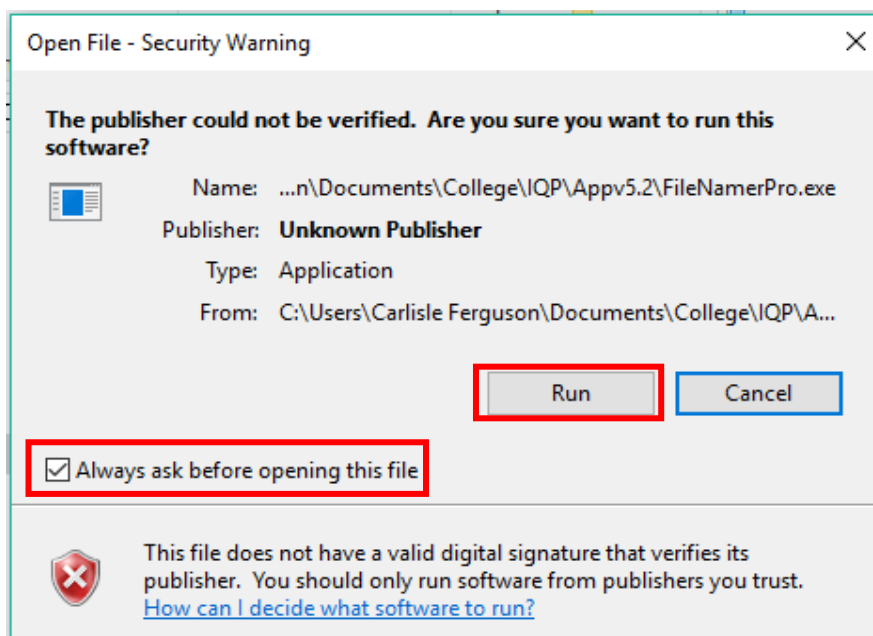 Open File - Security Warning
The publisher could not be verified.  Are you sure you want to run this
software?
Name: ...n\Documents\College\IQP\Appv5.2\FileNamerPro.exe
Publisher: Unknown Publisher
Type: Application
From: C:\Users\Carlisle Ferguson\Documents\College\IQP\A...
Run Cancel
Always ask before opening this file
This file does not have a valid digital signature that verifies its
publisher.  You should only run software from publishers you trust.
How can I decide what software to run?